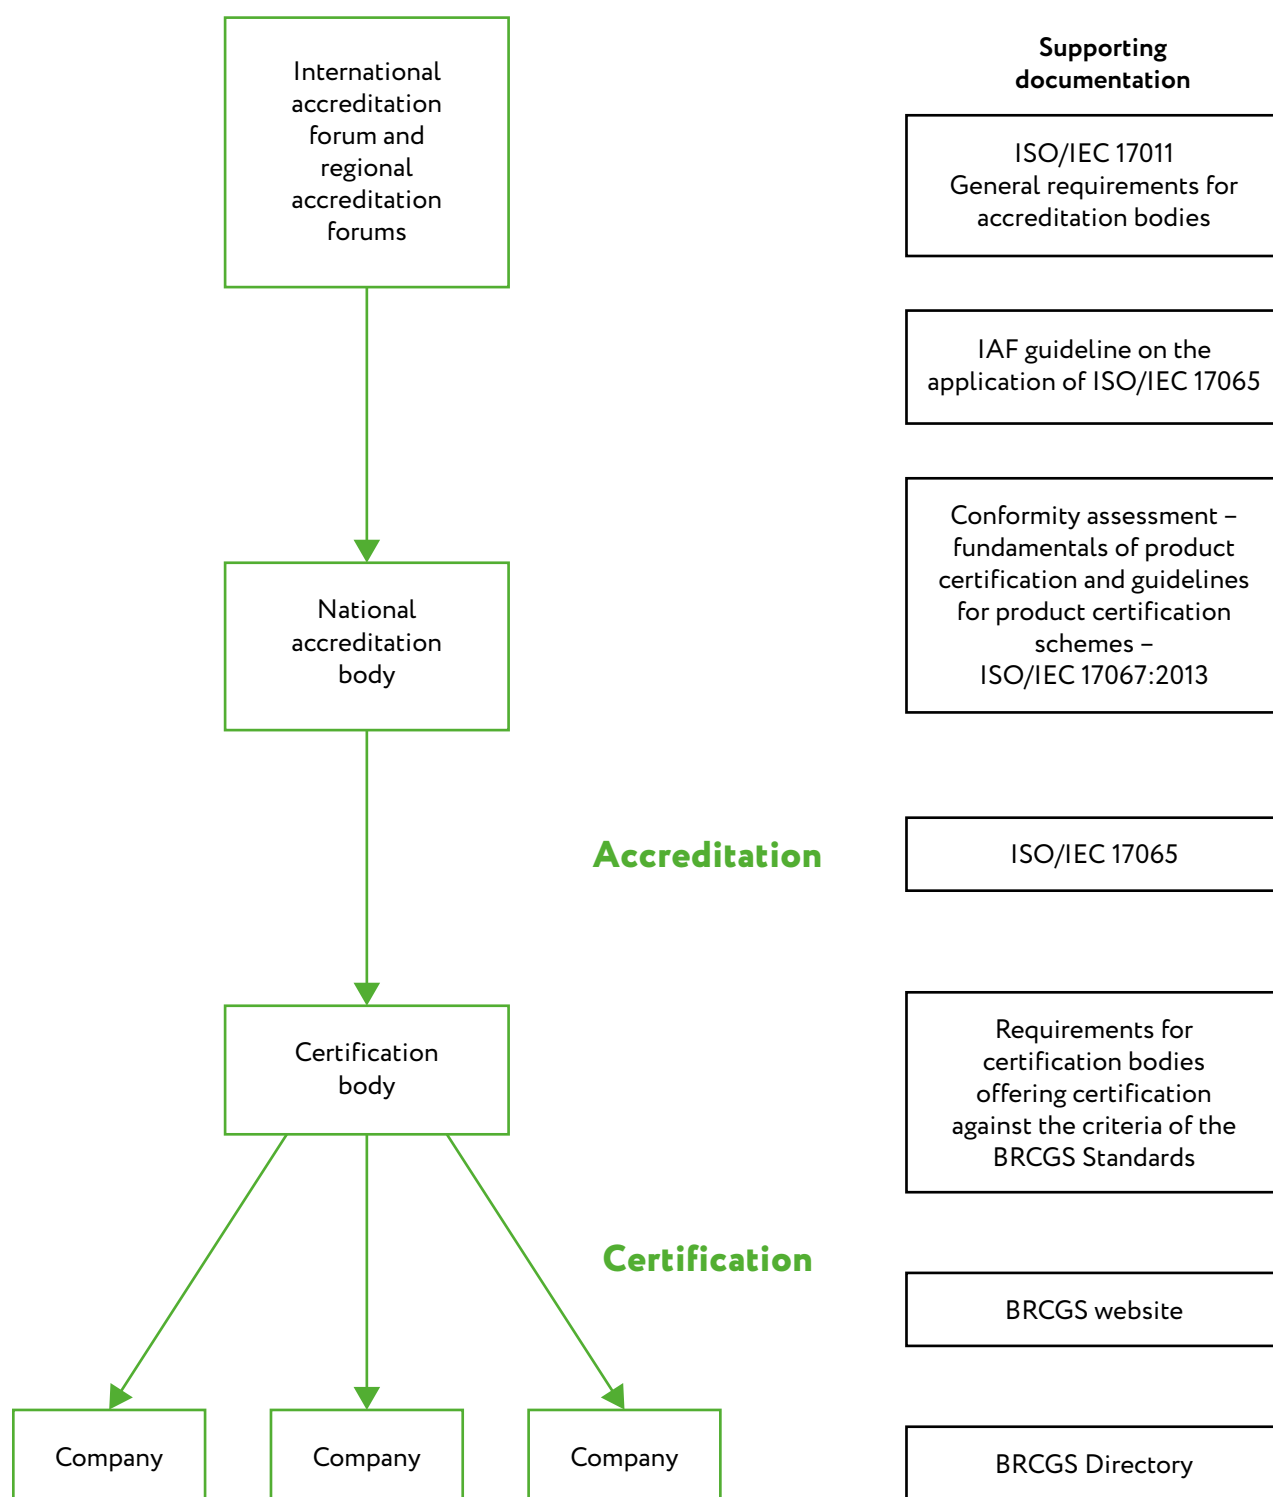 International
accreditation
forum and
regional
accreditation
forums
National
accreditation
body
Certification
body
Company
Company
Company
Accreditation
Certification
Supporting
documentation
ISO/IEC 17011
General requirements for
accreditation bodies
IAF guideline on the
application of ISO/IEC 17065
Conformity assessment –
fundamentals of product
certification and guidelines
for product certification
schemes –
ISO/IEC 17067:2013
ISO/IEC 17065
Requirements for
certification bodies
offering certification
against the criteria of the
BRCGS Standards
BRCGS website
BRCGS Directory